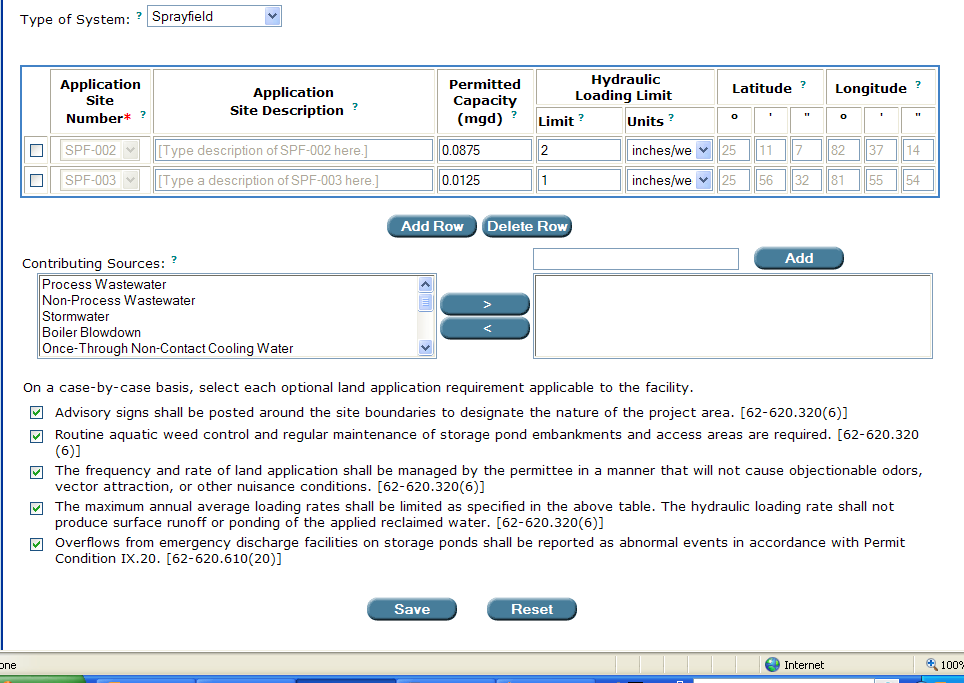 Type of System: ? Sprayfield
Application Site Number* ?
Application Site Description ?
Permitted Capacity (mgd) ?
Hydraulic Loading Limit
Latitude ? Longitude ?
Limit ? Units ? º ' " º ' "
SPF-002 [Type description of SPF-002 here.] 0.0875 2 inches/we 25 11 7 82 37 14
SPF-003 [Type a description of SPF-003 here.] 0.0125 1 inches/we 25 56 32 81 55 54
Add Row Delete Row
Contributing Sources: ? Add
Process Wastewater
Non-Process Wastewater
Stormwater
Boiler Blowdown
Once-Through Non-Contact Cooling Water
>
<
On a case-by-case basis, select each optional land application requirement applicable to the facility.
Advisory signs shall be posted around the site boundaries to designate the nature of the project area. [62-620.320(6)]
Routine aquatic weed control and regular maintenance of storage pond embankments and access areas are required. [62-620.320
(6)]
The frequency and rate of land application shall be managed by the permittee in a manner that will not cause objectionable odors,
vector attraction, or other nuisance conditions. [62-620.320(6)]
The maximum annual average loading rates shall be limited as specified in the above table. The hydraulic loading rate shall not
produce surface runoff or ponding of the applied reclaimed water. [62-620.320(6)]
Overflows from emergency discharge facilities on storage ponds shall be reported as abnormal events in accordance with Permit
Condition IX.20. [62-620.610(20)]
Save Reset
one Internet 100%